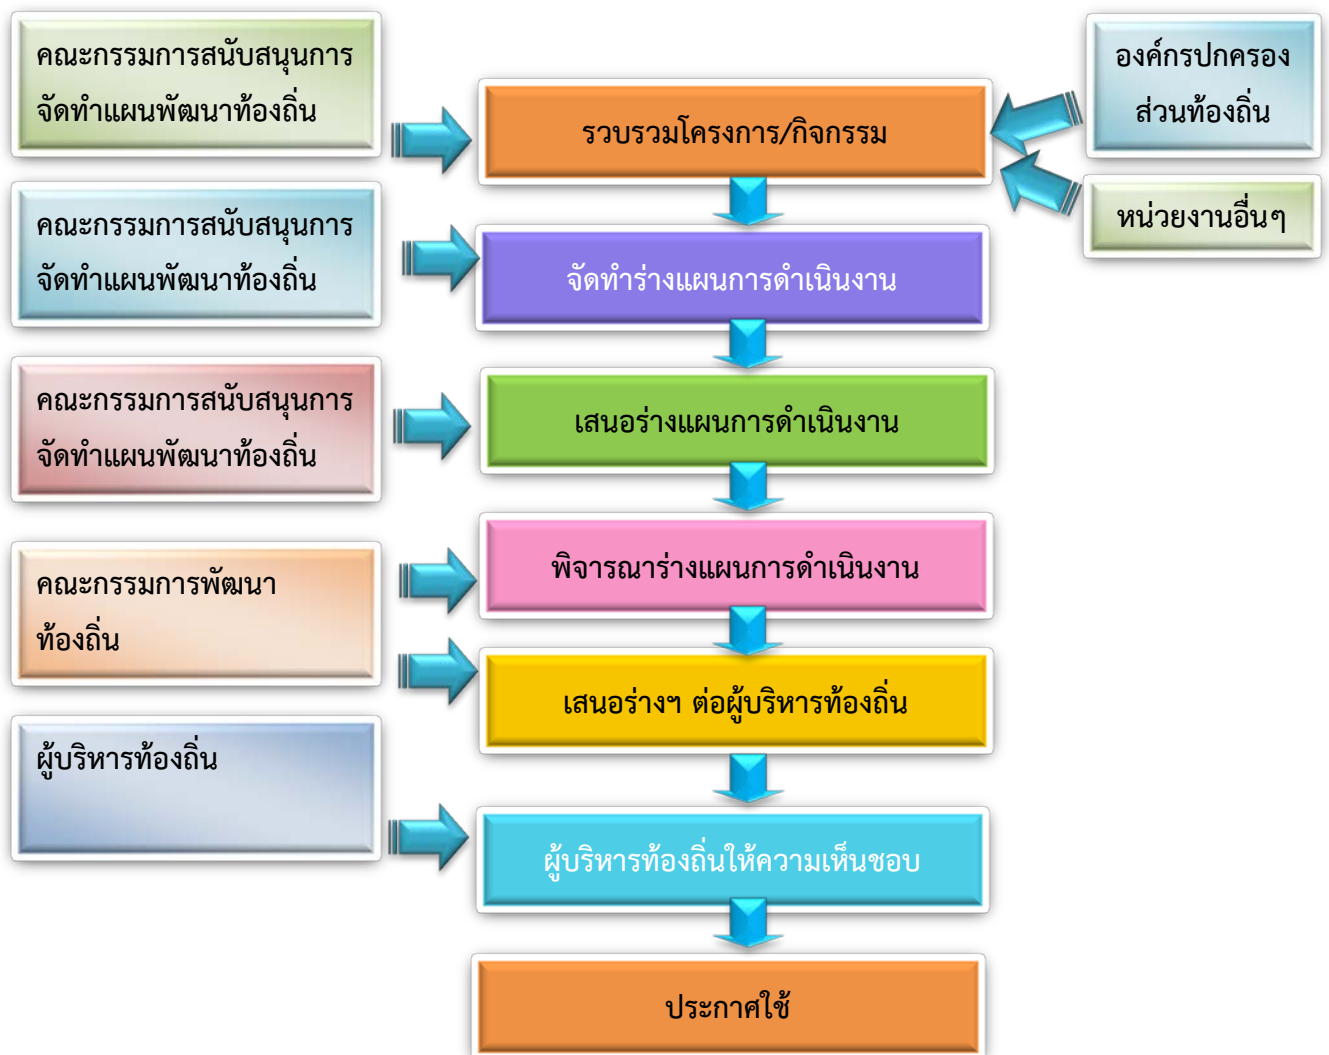 คณะกรรมการสนับสนุนการ
จัดทำแผนพัฒนาท้องถิ่น
รวบรวมโครงการ/กิจกรรม
องค์กรปกครอง
ส่วนท้องถิ่น
หน่วยงานอื่นๆ
คณะกรรมการสนับสนุนการ
จัดทำแผนพัฒนาท้องถิ่น
จัดทำร่างแผนการดำเนินงาน
คณะกรรมการสนับสนุนการ
จัดทำแผนพัฒนาท้องถิ่น
เสนอร่างแผนการดำเนินงาน
คณะกรรมการพัฒนา
ท้องถิ่น
พิจารณาร่างแผนการดำเนินงาน
เสนอร่างฯ ต่อผู้บริหารท้องถิ่น
ผู้บริหารท้องถิ่น
ผู้บริหารท้องถิ่นให้ความเห็นชอบ
ประกาศใช้